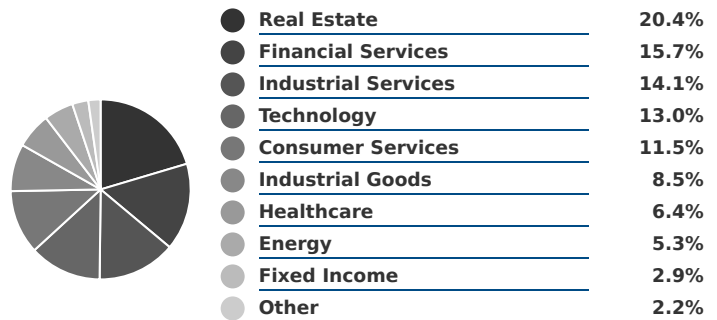 Real Estate 20.4%
Financial Services 15.7%
Industrial Services 14.1%
Technology 13.0%
Consumer Services 11.5%
Industrial Goods 8.5%
Healthcare 6.4%
Energy 5.3%
Fixed Income 2.9%
Other 2.2%